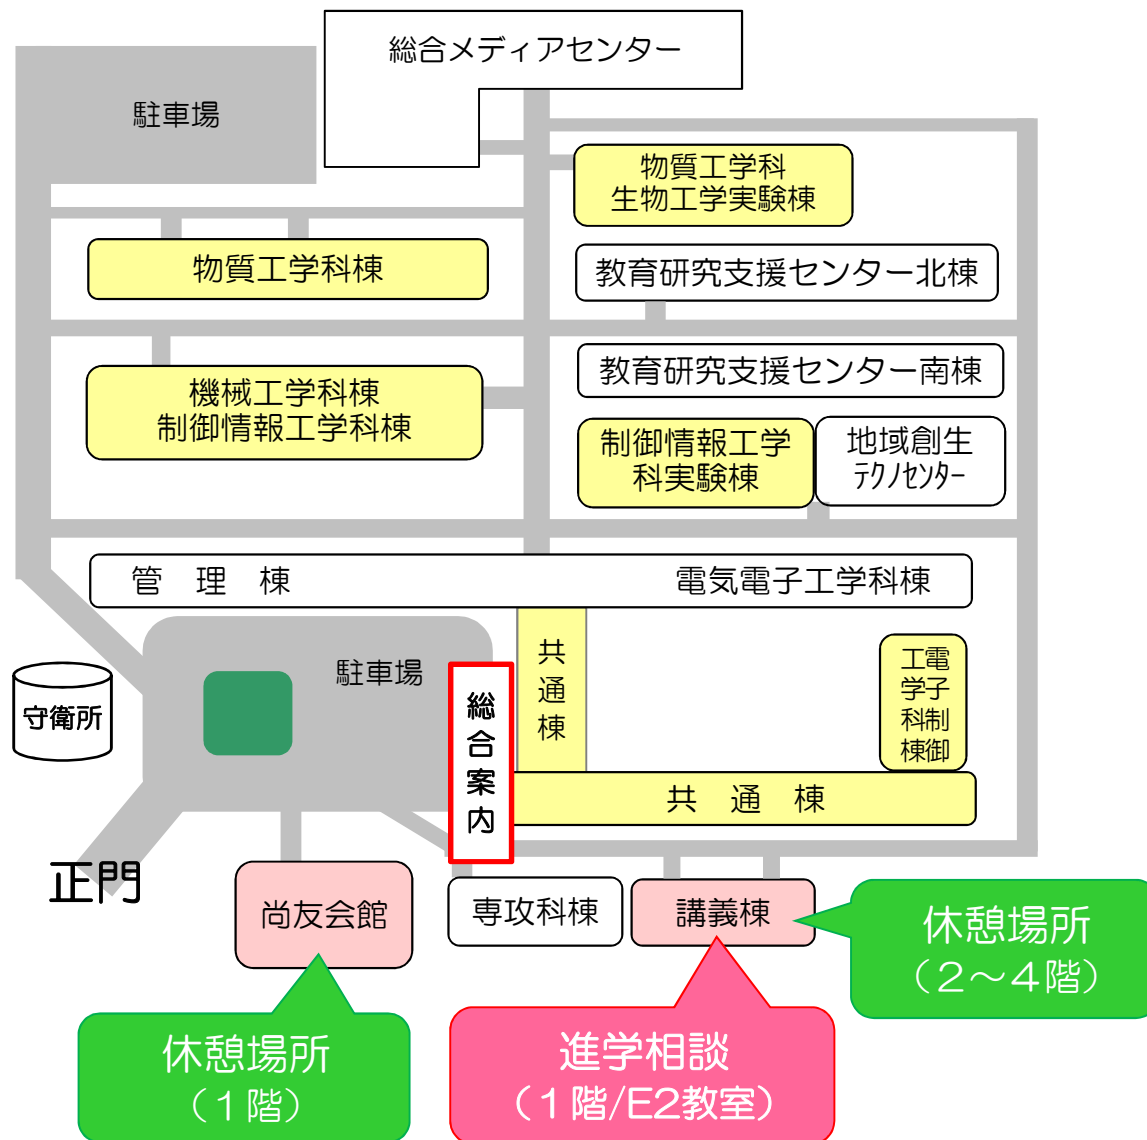 総合メディアセンター
駐車場
物質工学科
生物工学実験棟
物質工学科棟
教育研究支援センター北棟
教育研究支援センター南棟
機械工学科棟
制御情報工学科棟
制御情報工学
科実験棟
地域創生
ﾃｸﾉｾﾝﾀｰ
管　理　棟
電気電子工学科棟
共通棟
駐車場
総合案内
電子制御
工学科棟
守衛所
共　通　棟
正門
尚友会館
専攻科棟
講義棟
休憩場所
（２～４階）
休憩場所
（１階）
進学相談
（１階/E2教室）